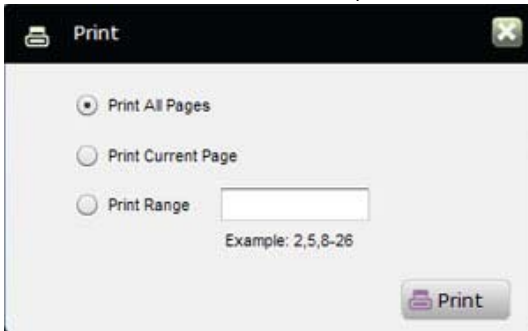 Print
Print All Pages
Print Current Page
Print Range
Example: 2,5,8-26
Print